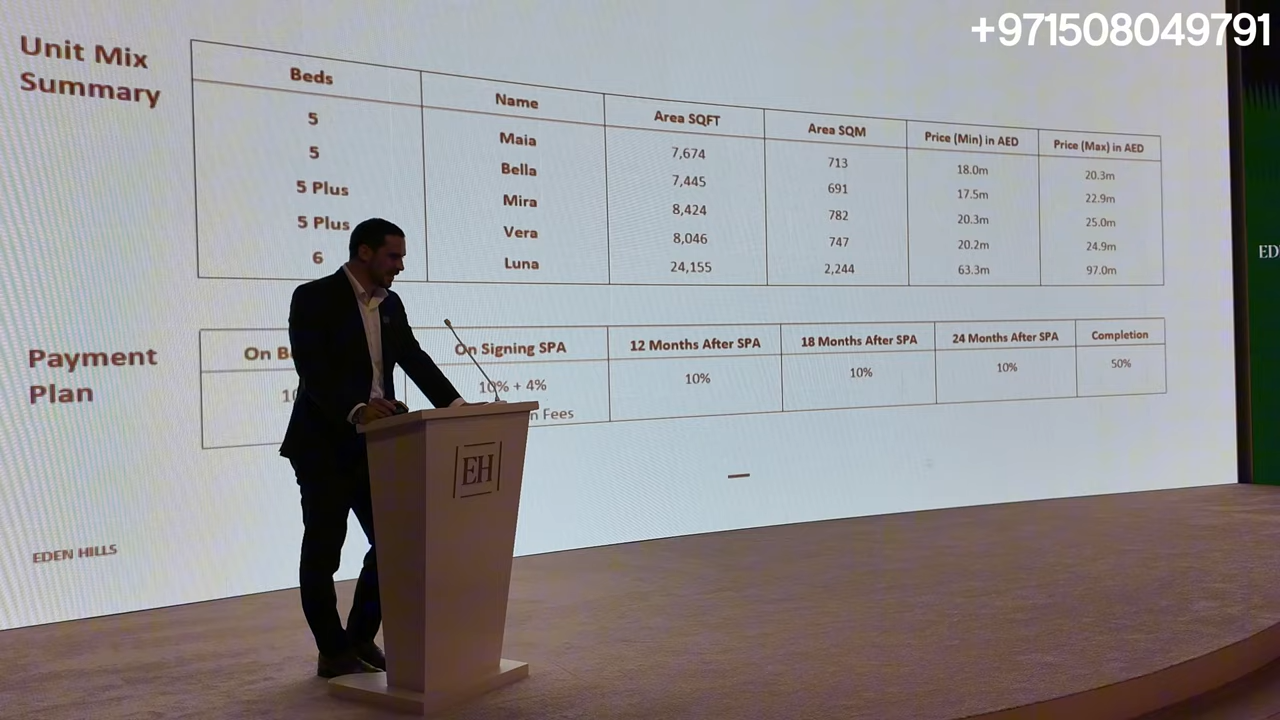 +971508049791
Unit Mix
Summary
Beds Name Area SQFT Area SQM Price (Min) in AED Price (Max) in AED
5 Maia 7,674 713 18.0m 20.3m
5 Bella 7,445 691 17.5m 22.9m
5 Plus Mira 8,424 782 20.3m 25.0m
5 Plus Vera 8,046 747 20.2m 24.9m
6 Luna 24,155 2,244 63.3m 97.0m
Payment
Plan
On On Signing SPA 12 Months After SPA 18 Months After SPA 24 Months After SPA Completion
10% + 4% 10% 10% 10% 50%
Fees
EH
EDEN HILLS